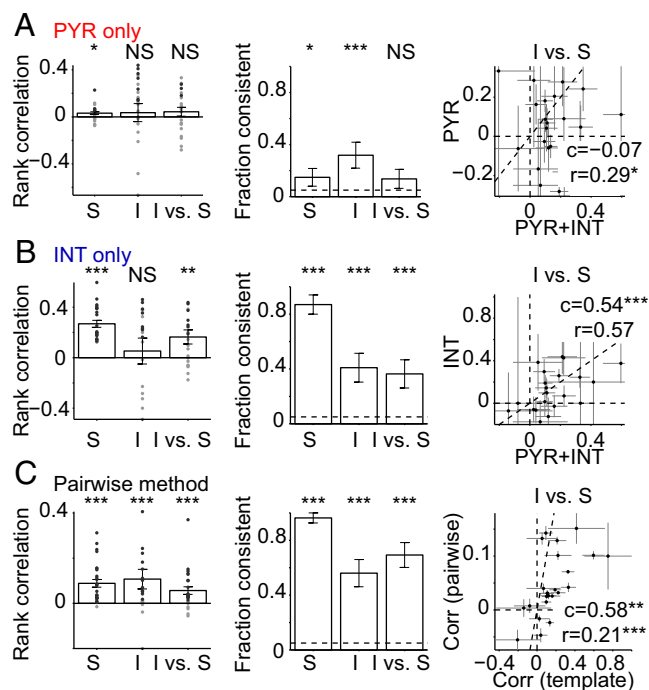 A PYR only
* NS NS
Rank correlation
0.4
0
−0.4
S I I vs. S
* *** NS
Fraction consistent
0.8
0.4
0
S I I vs. S
I vs. S
PYR
0.2
0
−0.2
c=−0.07
r=0.29*
0 0.4
PYR+INT
B INT only
*** NS **
Rank correlation
0.4
0
−0.4
S I I vs. S
*** *** ***
Fraction consistent
0.8
0.4
0
S I I vs. S
I vs. S
INT
0.8
0.4
0
c=0.54***
r=0.57
0 0.4
PYR+INT
C Pairwise method
*** *** ***
Rank correlation
0.4
0
S I I vs. S
*** *** ***
Fraction consistent
0.8
0.4
0
S I I vs. S
I vs. S
Corr (pairwise)
0.1
0
c=0.58**
r=0.21***
−0.4 0 0.4 0.8
Corr (template)